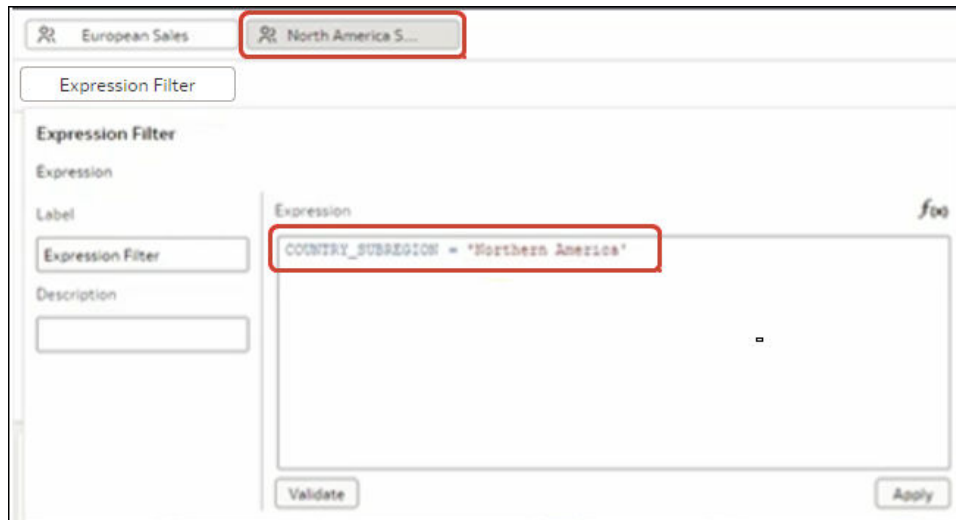 European Sales
North America S...
Expression Filter
Expression Filter
Expression
Label
Expression
f(x)
Expression Filter
COUNTRY_SUBREGION = 'Northern America'
Description
Validate
Apply